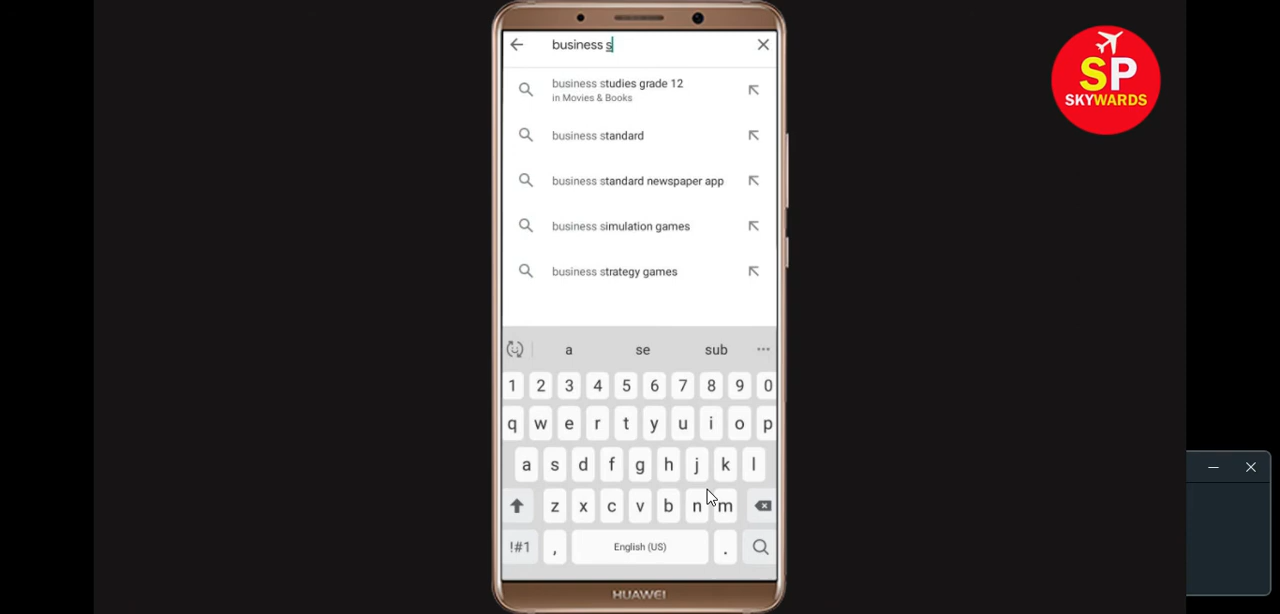 business s
business studies grade 12
in Movies & Books
business standard
business standard newspaper app
business simulation games
business strategy games
a se sub ...
1 2 3 4 5 6 7 8 9 0
q w e r t y u i o p
a s d f g h j k l
z x c v b n m
!#1 , English (US) .
HUAWEI
SP
SKYWARDS